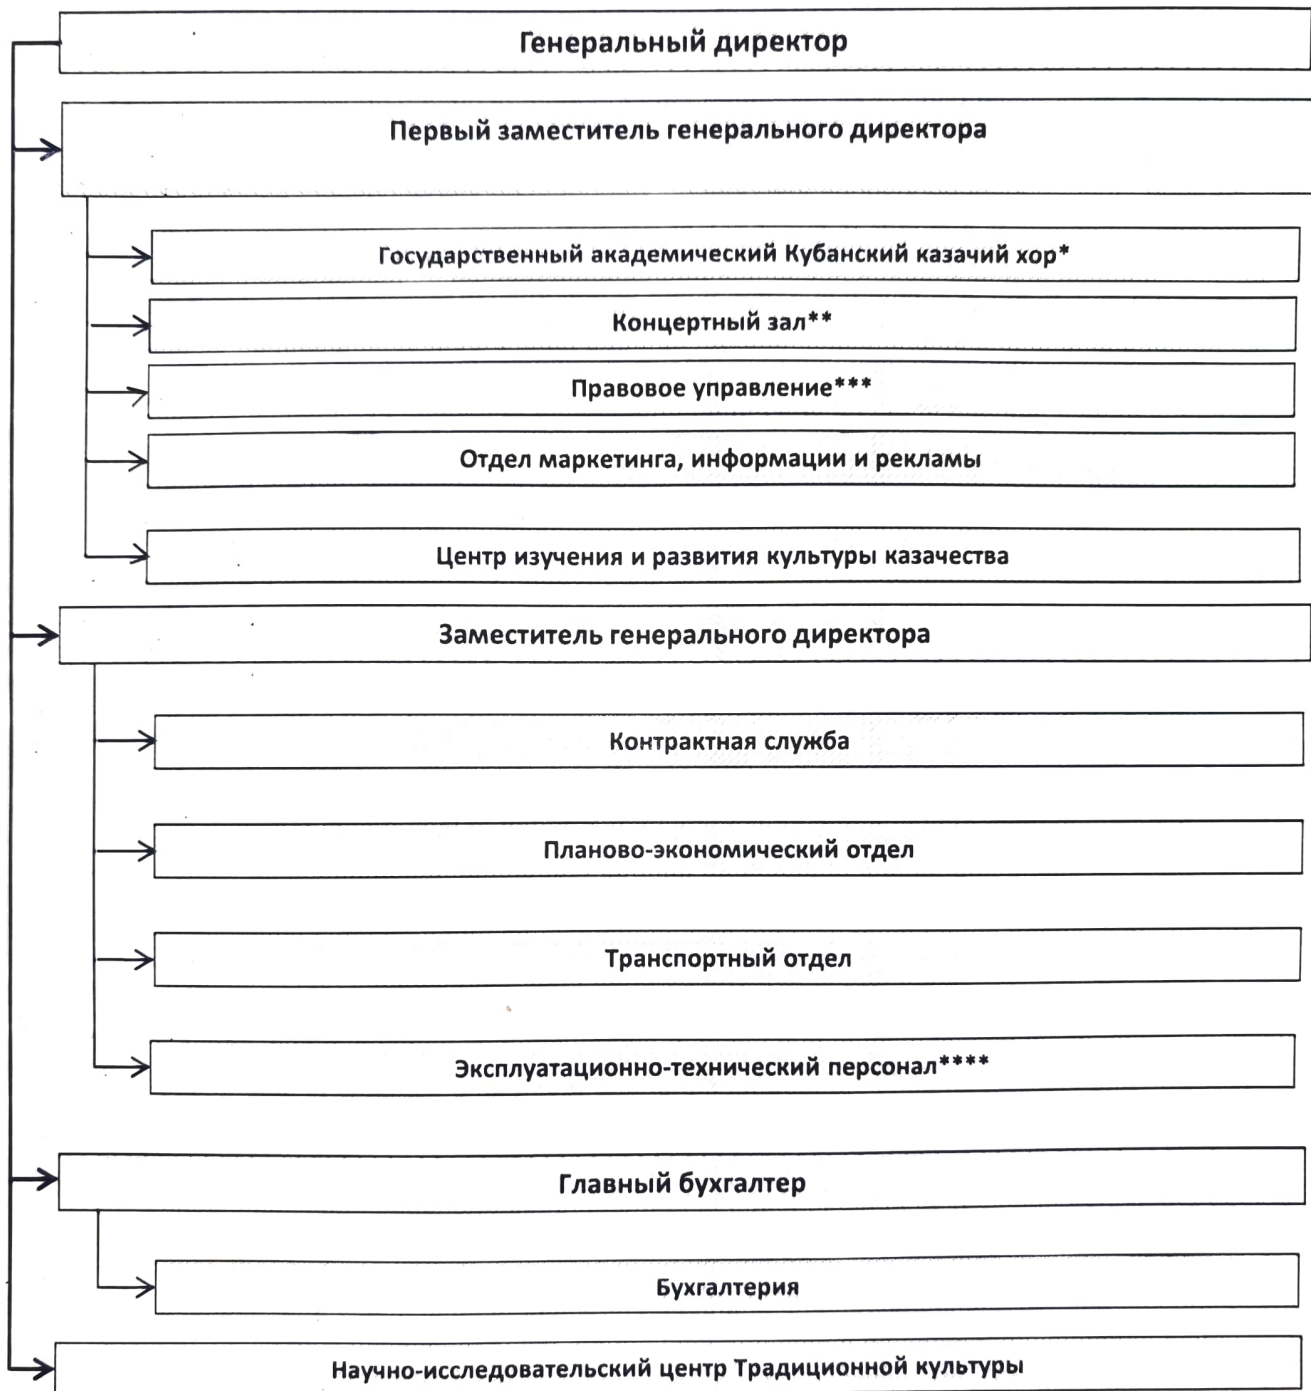 Генеральный директор
Первый заместитель генерального директора
Государственный академический Кубанский казачий хор*
Концертный зал**
Правовое управление***
Отдел маркетинга, информации и рекламы
Центр изучения и развития культуры казачества
Заместитель генерального директора
Контрактная служба
Планово-экономический отдел
Транспортный отдел
Эксплуатационно-технический персонал****
Главный бухгалтер
Бухгалтерия
Научно-исследовательский центр Традиционной культуры